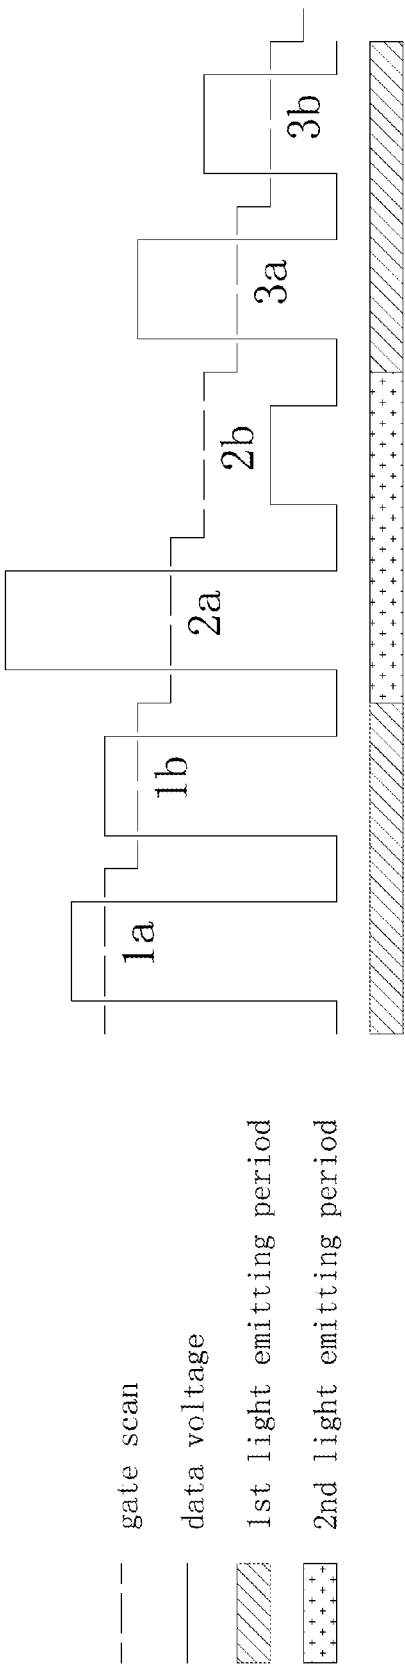 1a
1b
2a
2b
3a
3b
gate scan
data voltage
1st light emitting period
2nd light emitting period